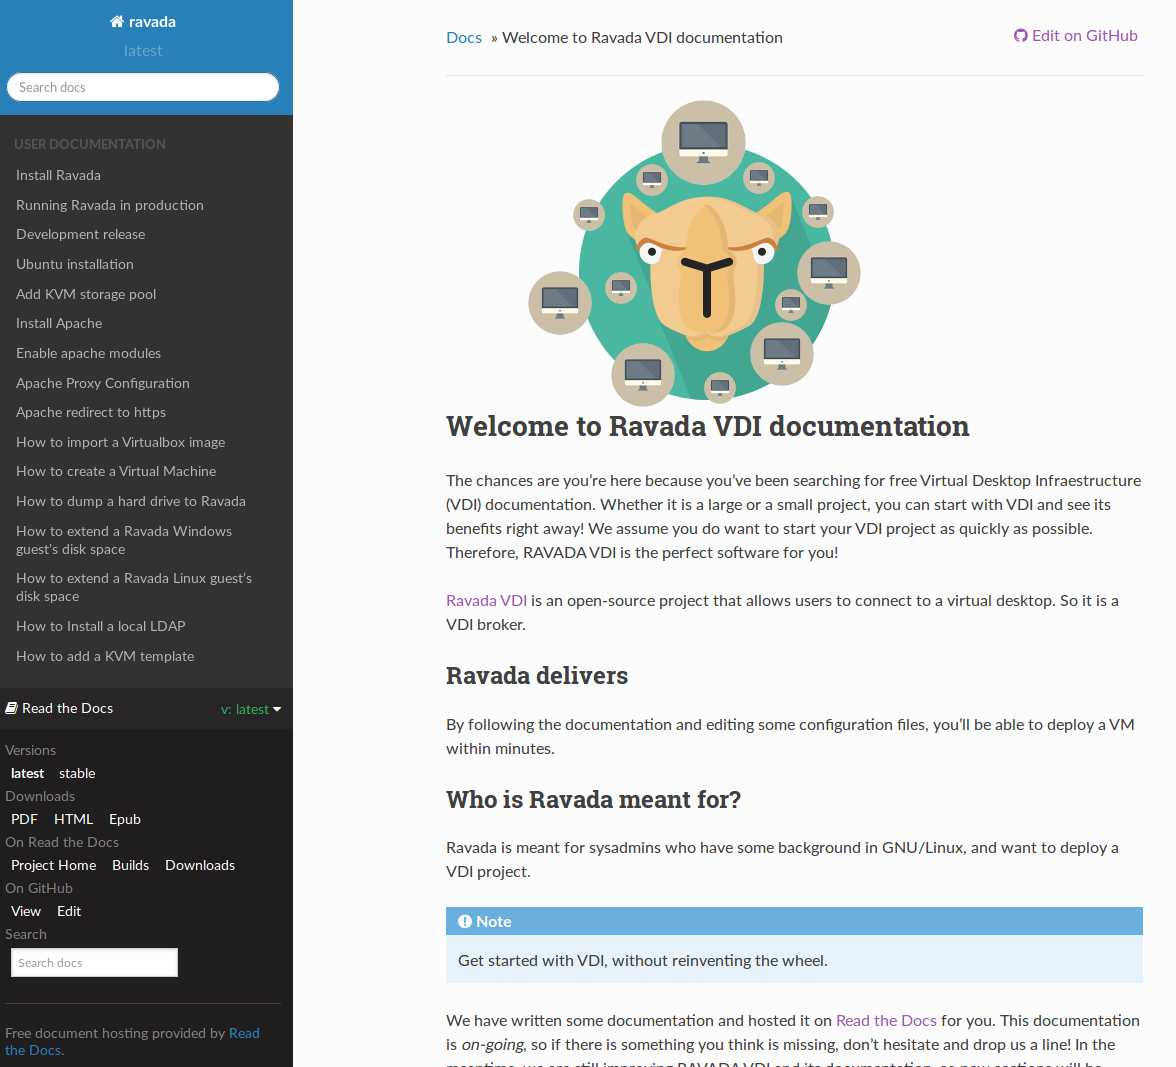 ravada
latest
Search docs
USER DOCUMENTATION
Install Ravada
Running Ravada in production
Development release
Ubuntu installation
Add KVM storage pool
Install Apache
Enable apache modules
Apache Proxy Configuration
Apache redirect to https
How to import a Virtualbox image
How to create a Virtual Machine
How to dump a hard drive to Ravada
How to extend a Ravada Windows
guest's disk space
How to extend a Ravada Linux guest's
disk space
How to Install a local LDAP
How to add a KVM template
Read the Docs v: latest
Versions
latest stable
Downloads
PDF HTML Epub
On Read the Docs
Project Home Builds Downloads
On GitHub
View Edit
Search
Search docs
Free document hosting provided by Read
the Docs.
Docs » Welcome to Ravada VDI documentation
Edit on GitHub
Welcome to Ravada VDI documentation
The chances are you’re here because you’ve been searching for free Virtual Desktop Infraestructure
(VDI) documentation. Whether it is a large or a small project, you can start with VDI and see its
benefits right away! We assume you do want to start your VDI project as quickly as possible.
Therefore, RAVADA VDI is the perfect software for you!
Ravada VDI is an open-source project that allows users to connect to a virtual desktop. So it is a
VDI broker.
Ravada delivers
By following the documentation and editing some configuration files, you’ll be able to deploy a VM
within minutes.
Who is Ravada meant for?
Ravada is meant for sysadmins who have some background in GNU/Linux, and want to deploy a
VDI project.
Note
Get started with VDI, without reinventing the wheel.
We have written some documentation and hosted it on Read the Docs for you. This documentation
is on-going, so if there is something you think is missing, don’t hesitate and drop us a line! In the
meantime, we are still improving RAVADA VDI and its documentation, so new sections will be